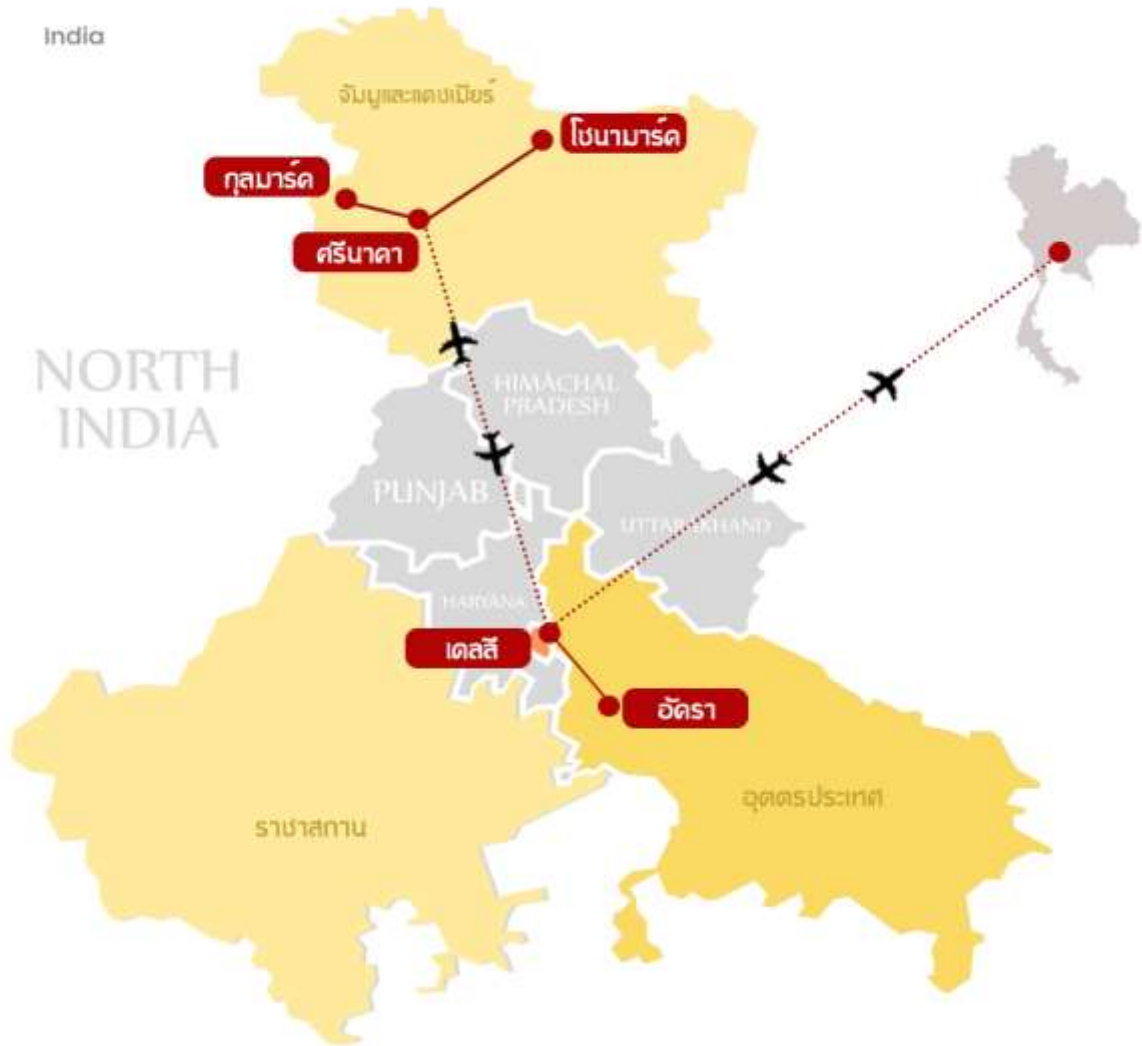 India
จัมมูและแคชเมียร์
โซนามาร์ค
กุลมาร์ค
ศรีนาคา
NORTH
INDIA
HIMACHAL
PRADESH
PUNJAB
UTTARAKHAND
HARYANA
เดลลี
อัครา
อุตตรประเทศ
ราชาสถาน